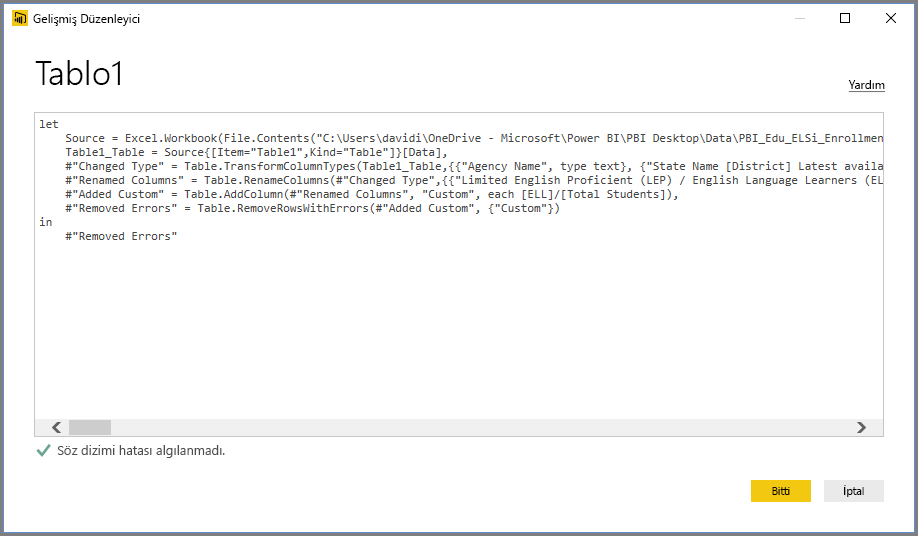 Gelişmiş Düzenleyici
Tablo1
Yardım
let
Source = Excel.Workbook(File.Contents("C:\Users\davidi\OneDrive - Microsoft\Power BI\PBI Desktop\Data\PBI_Edu_ELSi_Enrollmen
Table1_Table = Source{[Item="Table1",Kind="Table"]}[Data],
#"Changed Type" = Table.TransformColumnTypes(Table1_Table,{{"Agency Name", type text}, {"State Name [District] Latest availa
#"Renamed Columns" = Table.RenameColumns(#"Changed Type",{{"Limited English Proficient (LEP) / English Language Learners (EL
#"Added Custom" = Table.AddColumn(#"Renamed Columns", "Custom", each [ELL]/[Total Students]),
#"Removed Errors" = Table.RemoveRowsWithErrors(#"Added Custom", {"Custom"})
in
#"Removed Errors"
Söz dizimi hatası algılanmadı.
Bitti
İptal